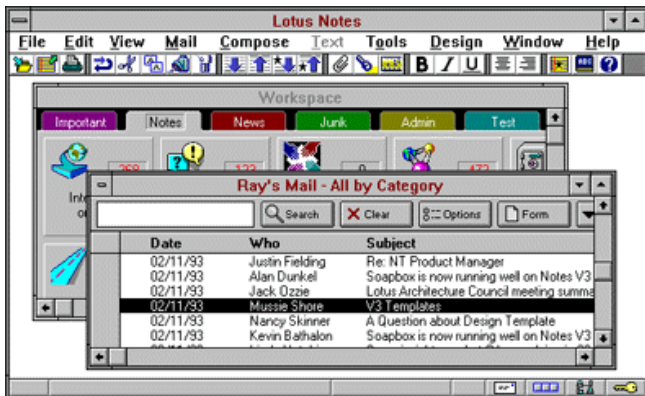 Lotus Notes
File Edit View Mail Compose Text Tools Design Window Help
B I U
Workspace
Important Notes News Junk Admin Test
268 123 0 472
Ray's Mail - All by Category
Search Clear Options Form
Date Who Subject
02/11/93 Justin Fielding Re: NT Product Manager
02/11/93 Alan Dunkel Soapbox is now running well on Notes V3
02/11/93 Jack Ozzie Lotus Architecture Council meeting summa
02/11/93 Mussie Shore V3 Templates
02/11/93 Nancy Skinner A Question about Design Template
02/11/93 Kevin Bathalon Soapbox is now running well on Notes V3